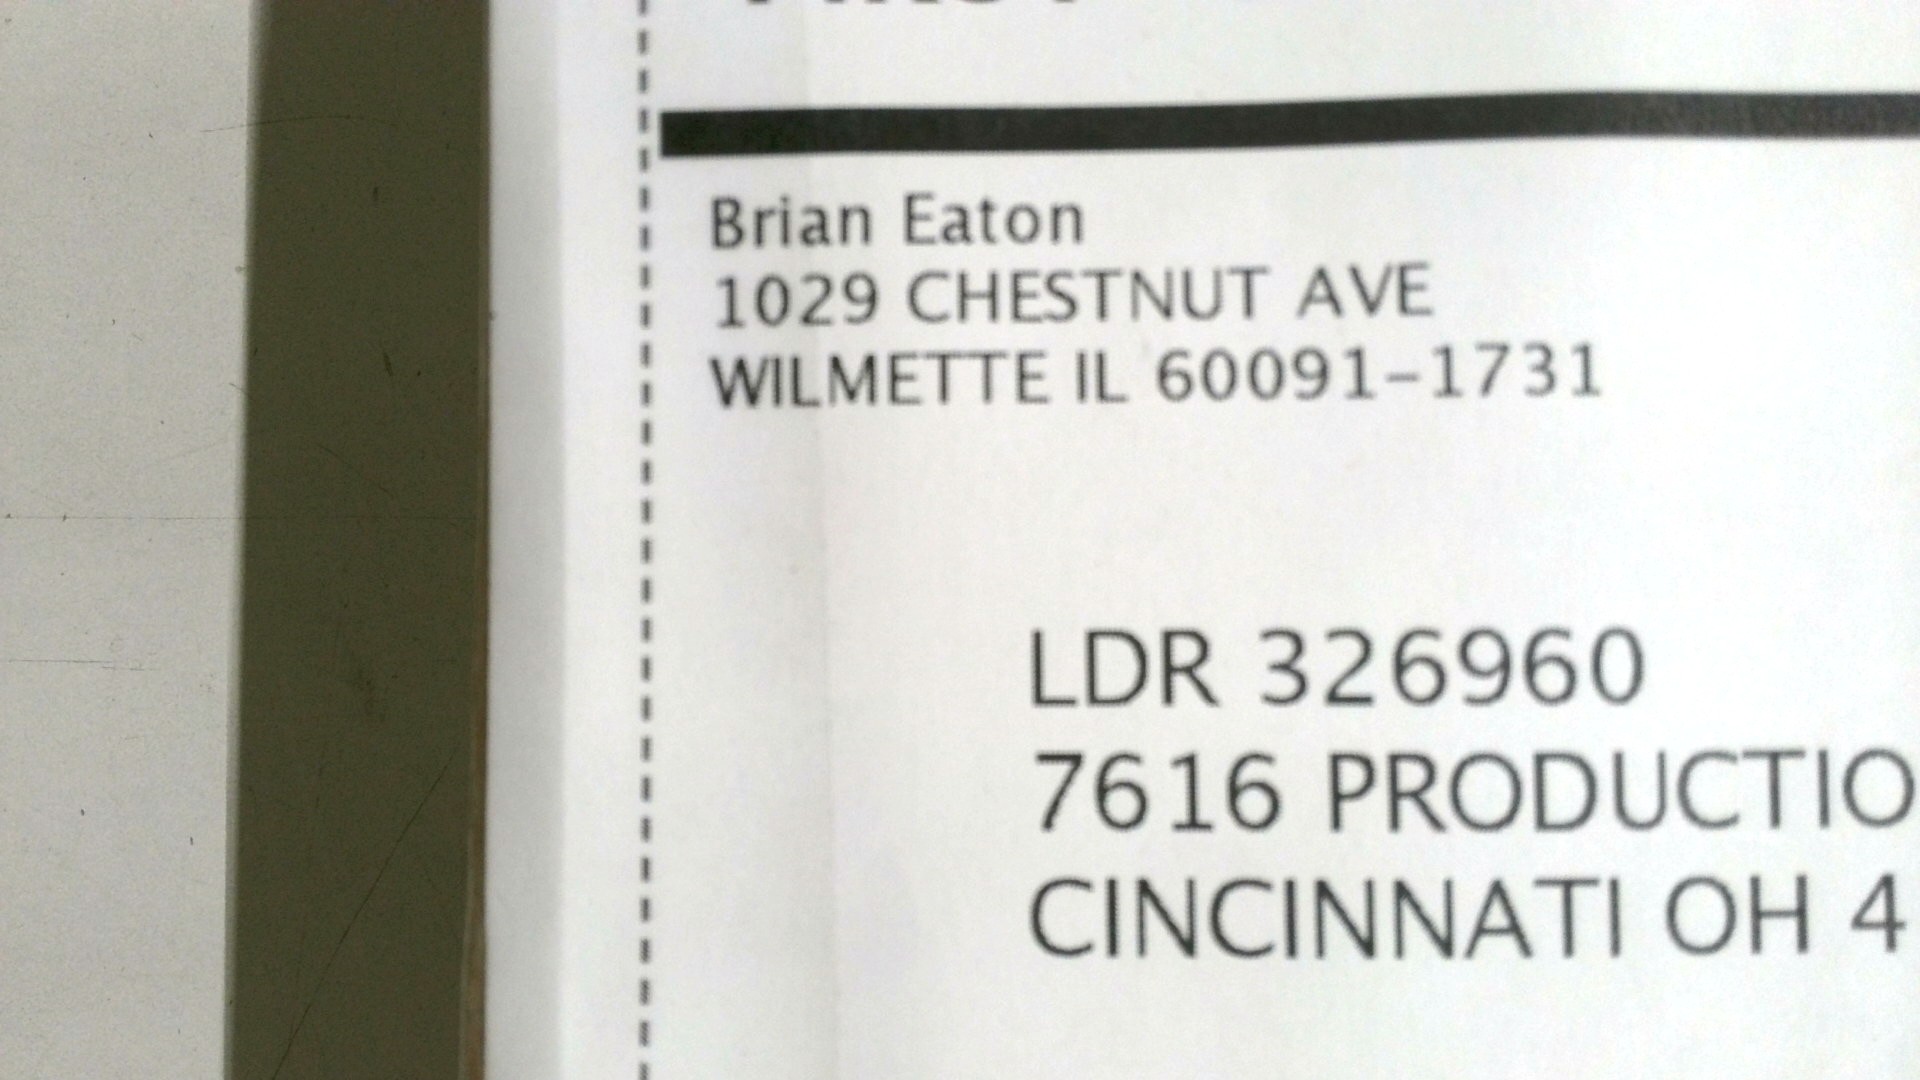 Brian Eaton
1029 CHESTNUT AVE
WILMETTE IL 60091-1731
LDR 326960
7616 PRODUCTIO
CINCINNATI OH 4